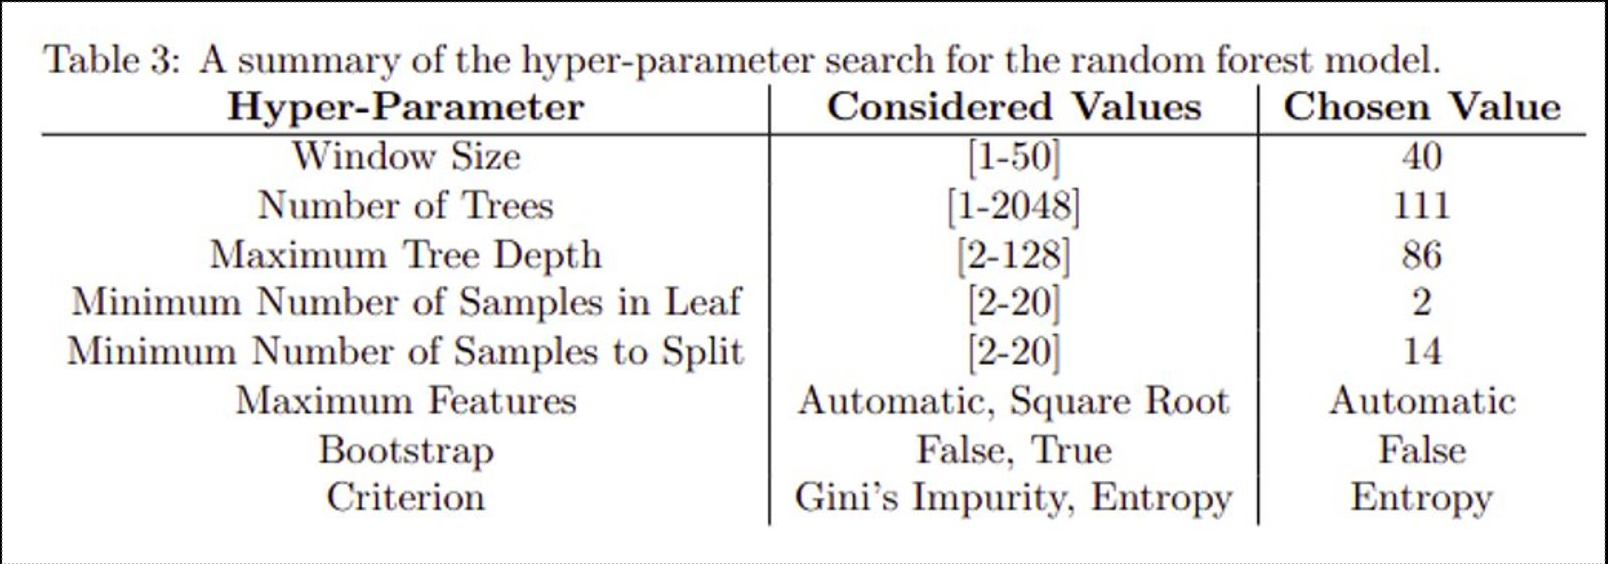 Table 3: A summary of the hyper-parameter search for the random forest model.
Hyper-Parameter Considered Values Chosen Value
Window Size [1-50] 40
Number of Trees [1-2048] 111
Maximum Tree Depth [2-128] 86
Minimum Number of Samples in Leaf [2-20] 2
Minimum Number of Samples to Split [2-20] 14
Maximum Features Automatic, Square Root Automatic
Bootstrap False, True False
Criterion Gini's Impurity, Entropy Entropy